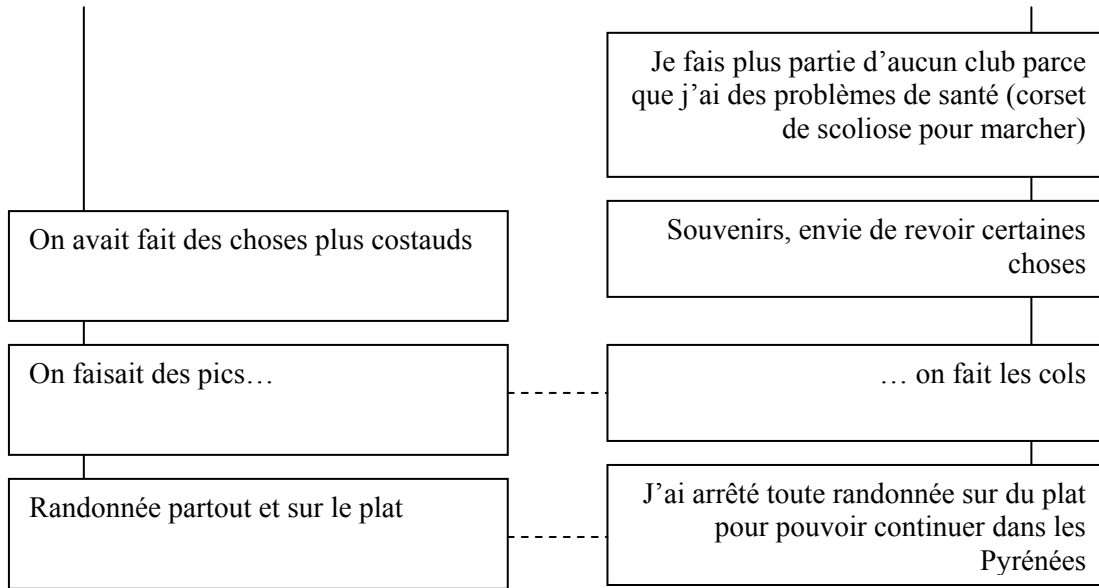 Je fais plus partie d’aucun club parce
que j’ai des problèmes de santé (corset
de scoliose pour marcher)
On avait fait des choses plus costauds
Souvenirs, envie de revoir certaines
choses
On faisait des pics…
… on fait les cols
Randonnée partout et sur le plat
J’ai arrêté toute randonnée sur du plat
pour pouvoir continuer dans les
Pyrénées